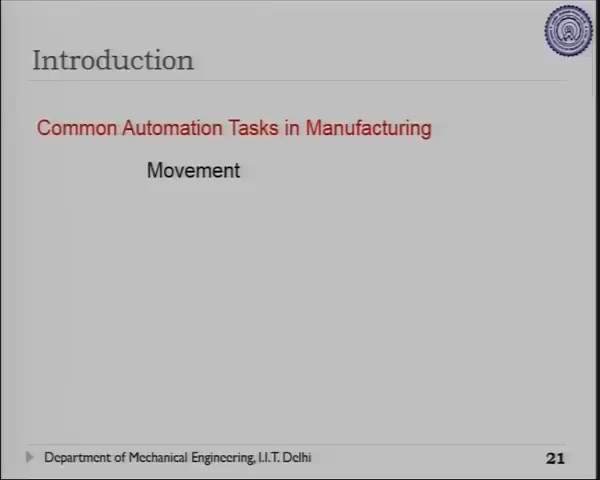 Introduction
Common Automation Tasks in Manufacturing
Movement
Department of Mechanical Engineering, I.I.T. Delhi
21